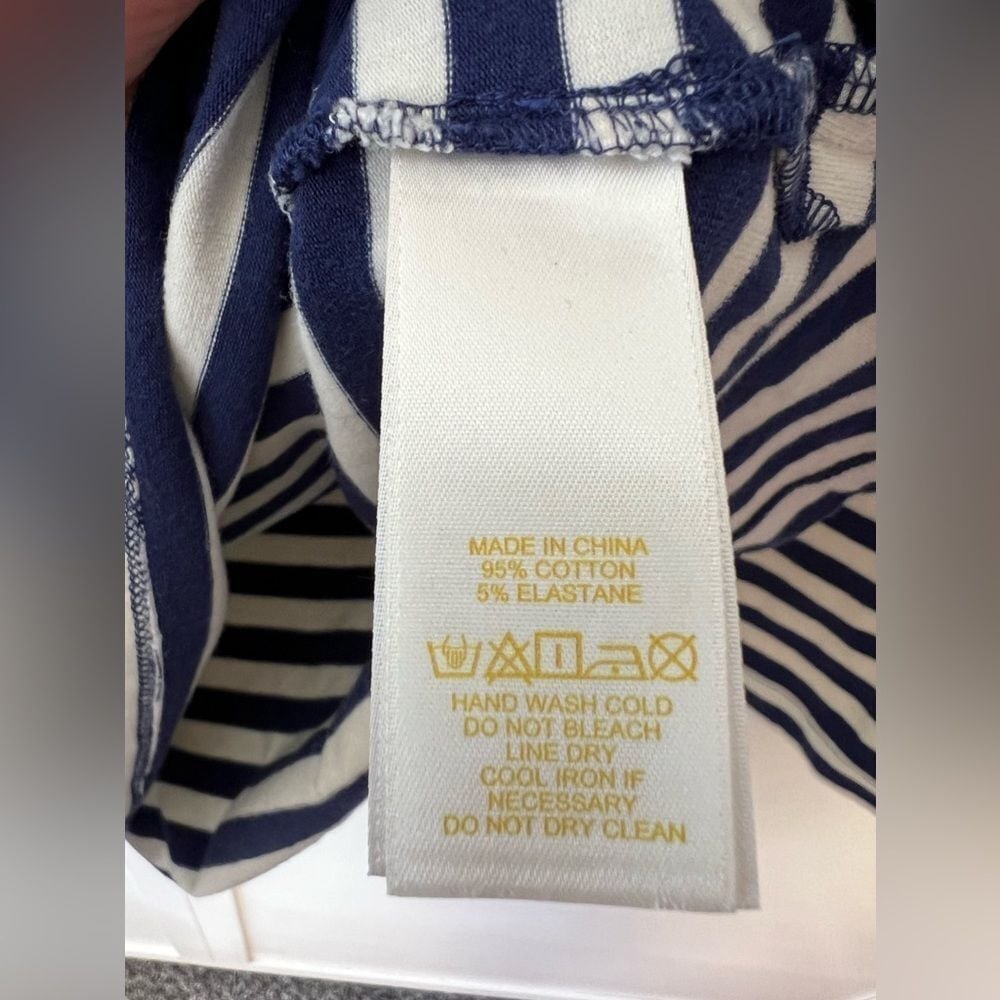 MADE IN CHINA
95% COTTON
5% ELASTANE
HAND WASH COLD
DO NOT BLEACH
LINE DRY
COOL IRON IF
NECESSARY
DO NOT DRY CLEAN